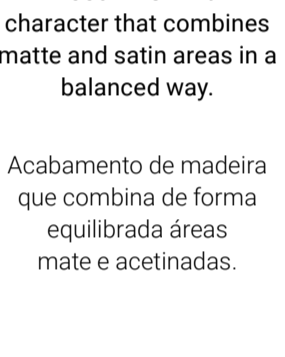 character that combines
matte and satin areas in a
balanced way.
Acabamento de madeira
que combina de forma
equilibrada áreas
mate e acetinadas.